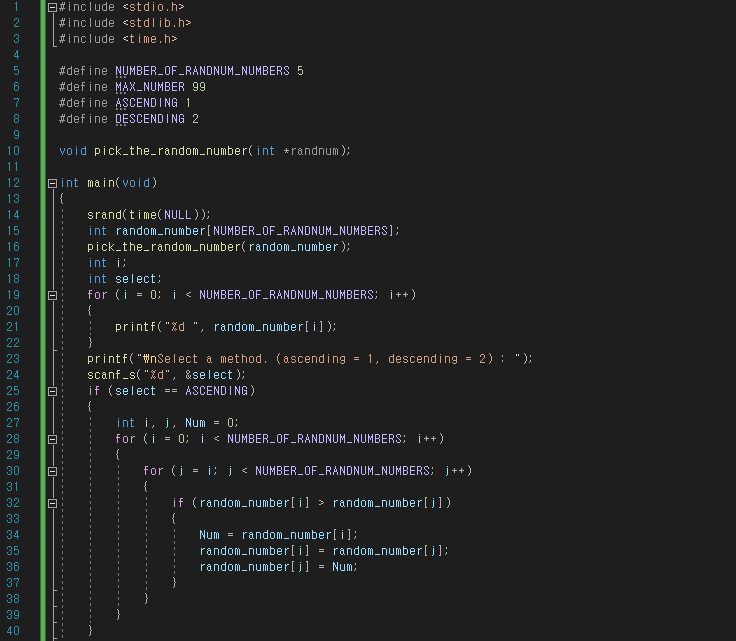 1 #include <stdio.h>
2 #include <stdlib.h>
3 #include <time.h>
4
5 #define NUMBER_OF_RANDNUM_NUMBERS 5
6 #define MAX_NUMBER 99
7 #define ASCENDING 1
8 #define DESCENDING 2
9
10 void pick_the_random_number(int *randnum);
11
12 int main(void)
13 {
14 srand(time(NULL));
15 int random_number[NUMBER_OF_RANDNUM_NUMBERS];
16 pick_the_random_number(random_number);
17 int i;
18 int select;
19 for (i = 0; i < NUMBER_OF_RANDNUM_NUMBERS; i++)
20 {
21 printf("%d ", random_number[i]);
22 }
23 printf("₩nSelect a method. (ascending = 1, descending = 2) : ");
24 scanf_s("%d", &select);
25 if (select == ASCENDING)
26 {
27 int i, j, Num = 0;
28 for (i = 0; i < NUMBER_OF_RANDNUM_NUMBERS; i++)
29 {
30 for (j = i; j < NUMBER_OF_RANDNUM_NUMBERS; j++)
31 {
32 if (random_number[i] > random_number[j])
33 {
34 Num = random_number[i];
35 random_number[i] = random_number[j];
36 random_number[j] = Num;
37 }
38 }
39 }
40 }